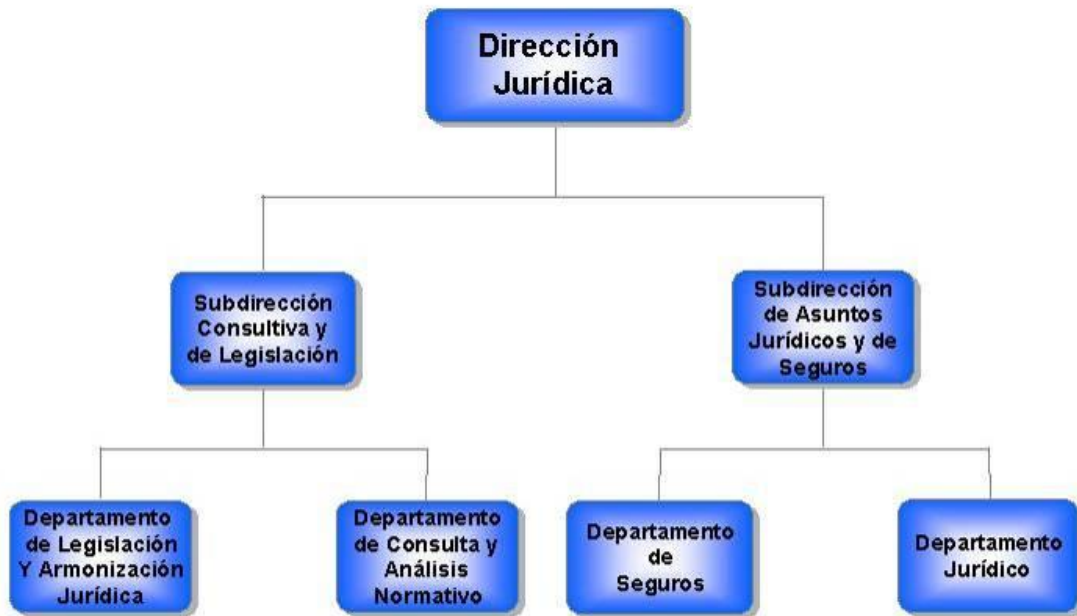 Dirección
Jurídica
Subdirección
Consultiva y
de Legislación
Subdirección
de Asuntos
Jurídicos y de
Seguros
Departamento
de Legislación
Y Armonización
Jurídica
Departamento
de Consulta y
Análisis
Normativo
Departamento
de
Seguros
Departamento
Jurídico